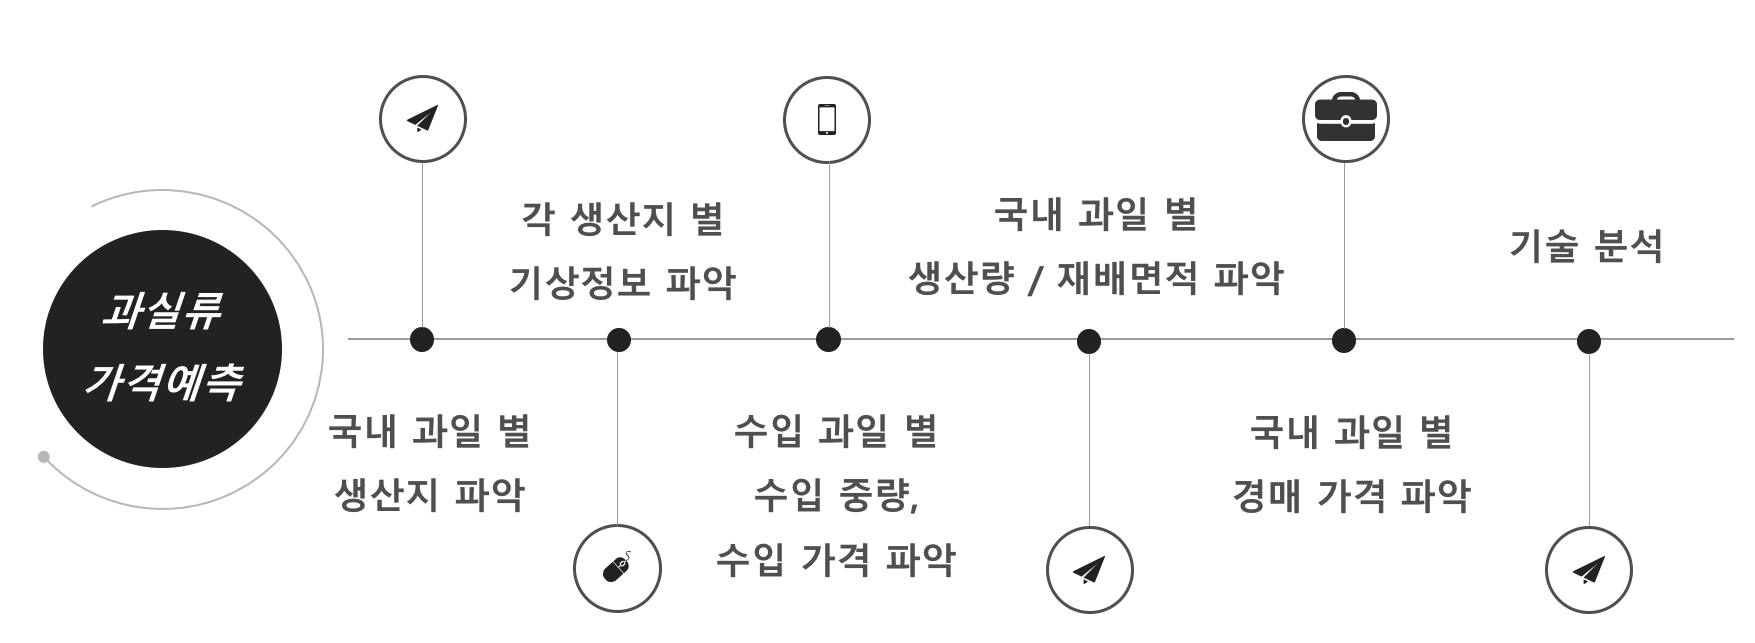 과실류
가격예측
국내 과일 별
생산지 파악
각 생산지 별
기상정보 파악
수입 과일 별
수입 중량,
수입 가격 파악
국내 과일 별
생산량 / 재배면적 파악
국내 과일 별
경매 가격 파악
기술 분석